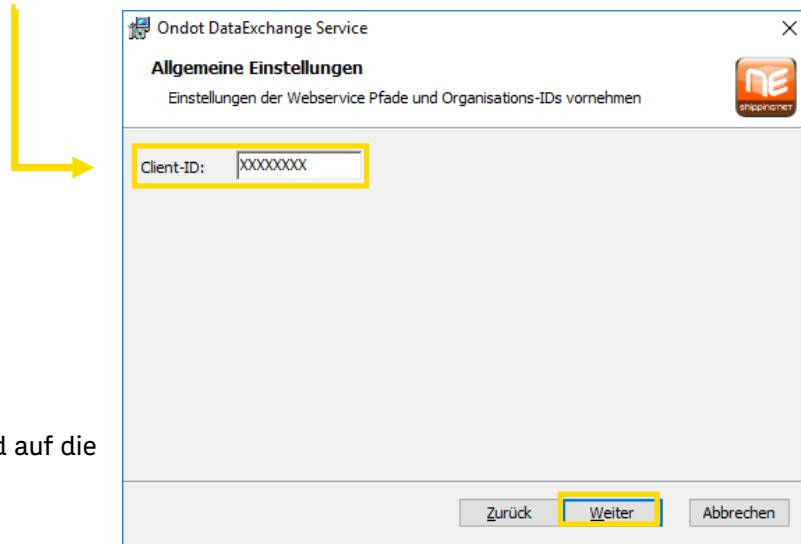 Ondot DataExchange Service
Allgemeine Einstellungen
Einstellungen der Webservice Pfade und Organisations-IDs vornehmen
NE
shippingNET
Client-ID: XXXXXXXX
d auf die
Zurück Weiter Abbrechen